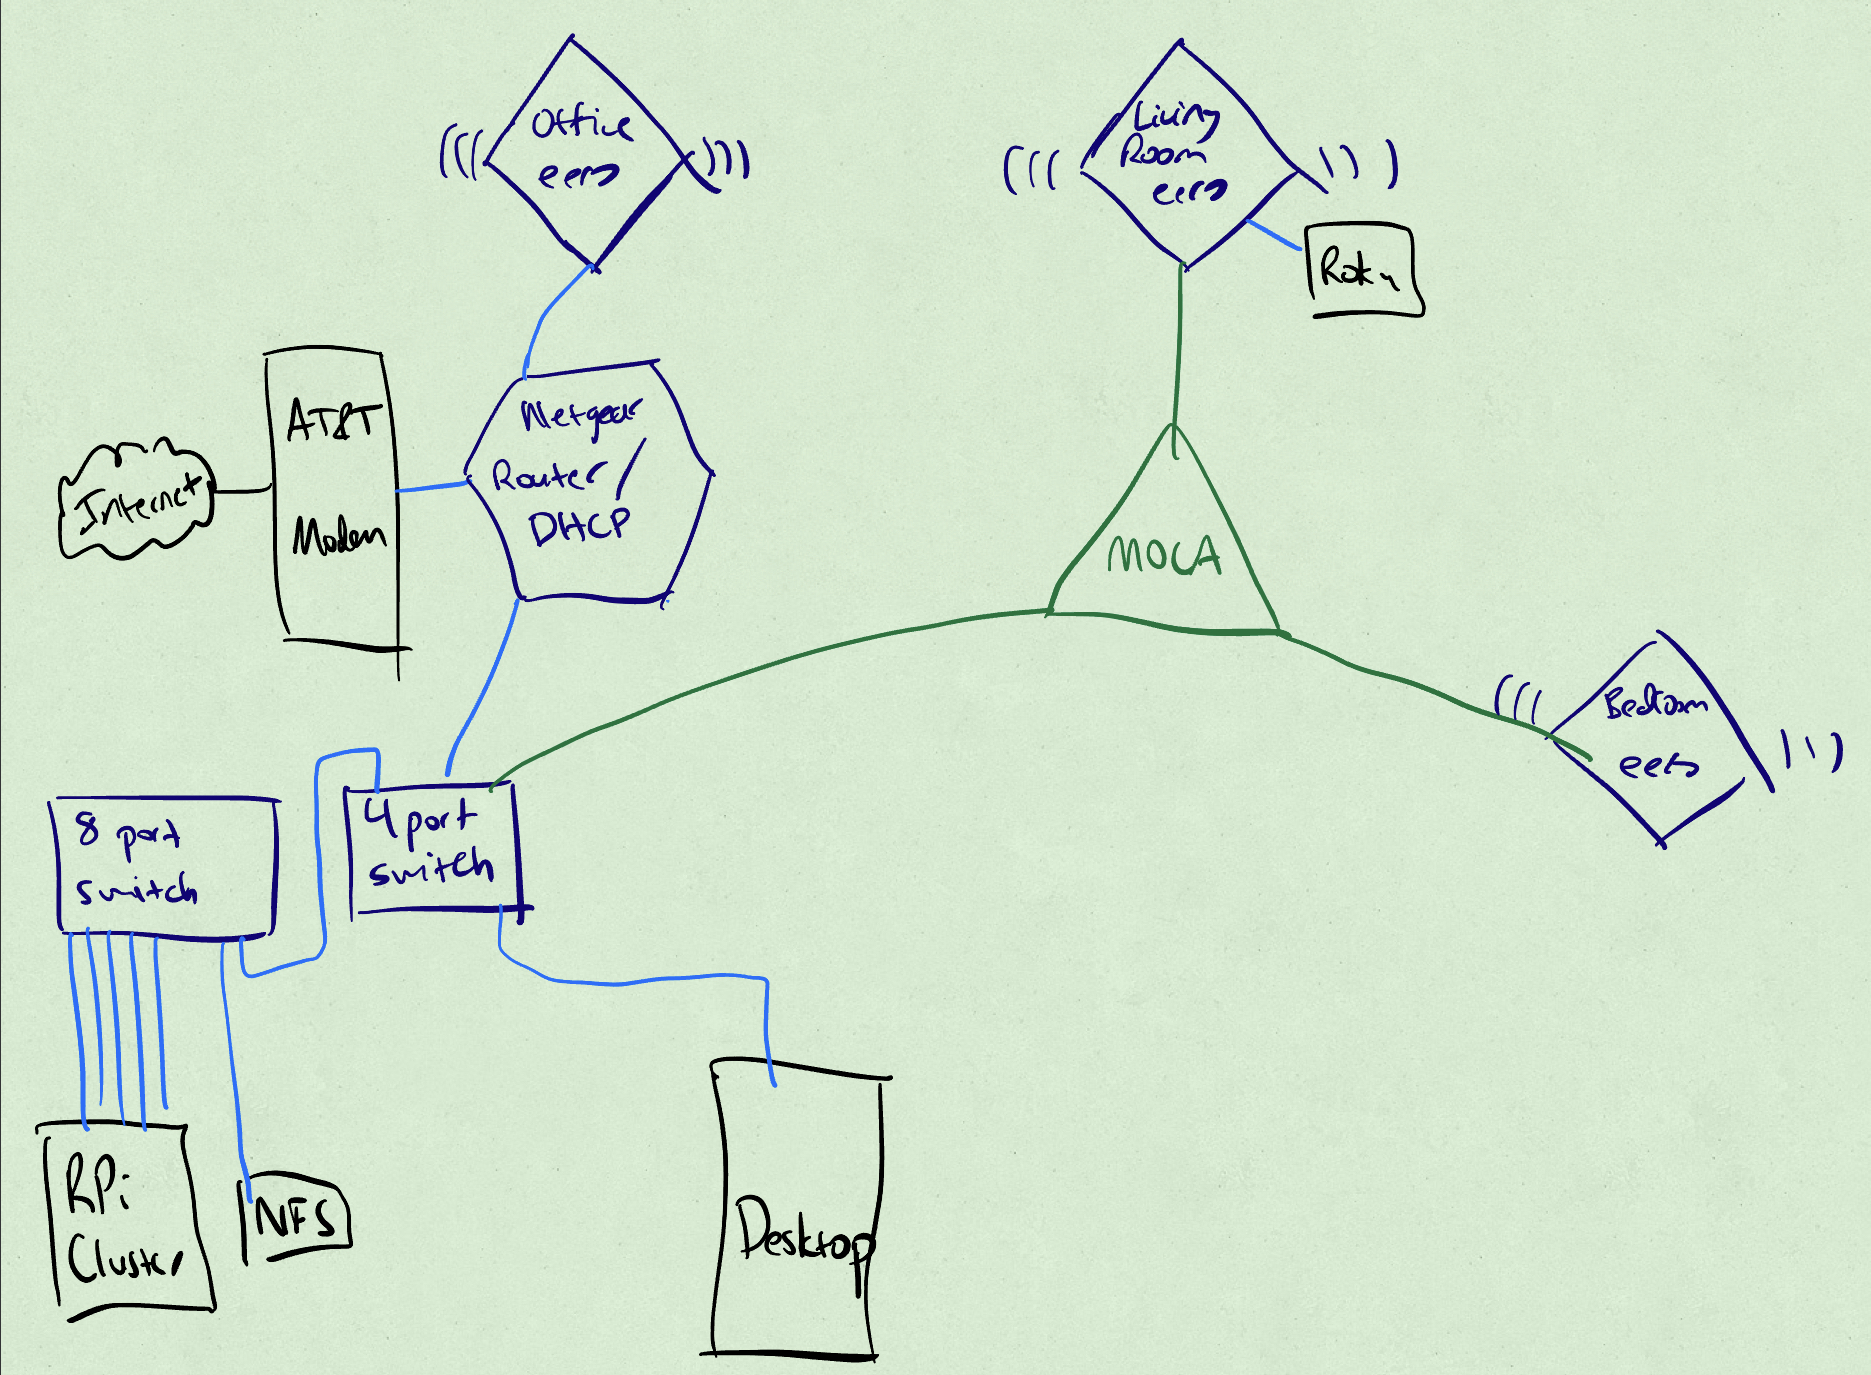 Office
eero
Living
Room
eero
Roku
Internet
AT&T
Modem
Netgear
Router/
DHCP
MOCA
Bedroom
eero
8 port
switch
4 port
switch
RPi
Cluster
NFS
Desktop